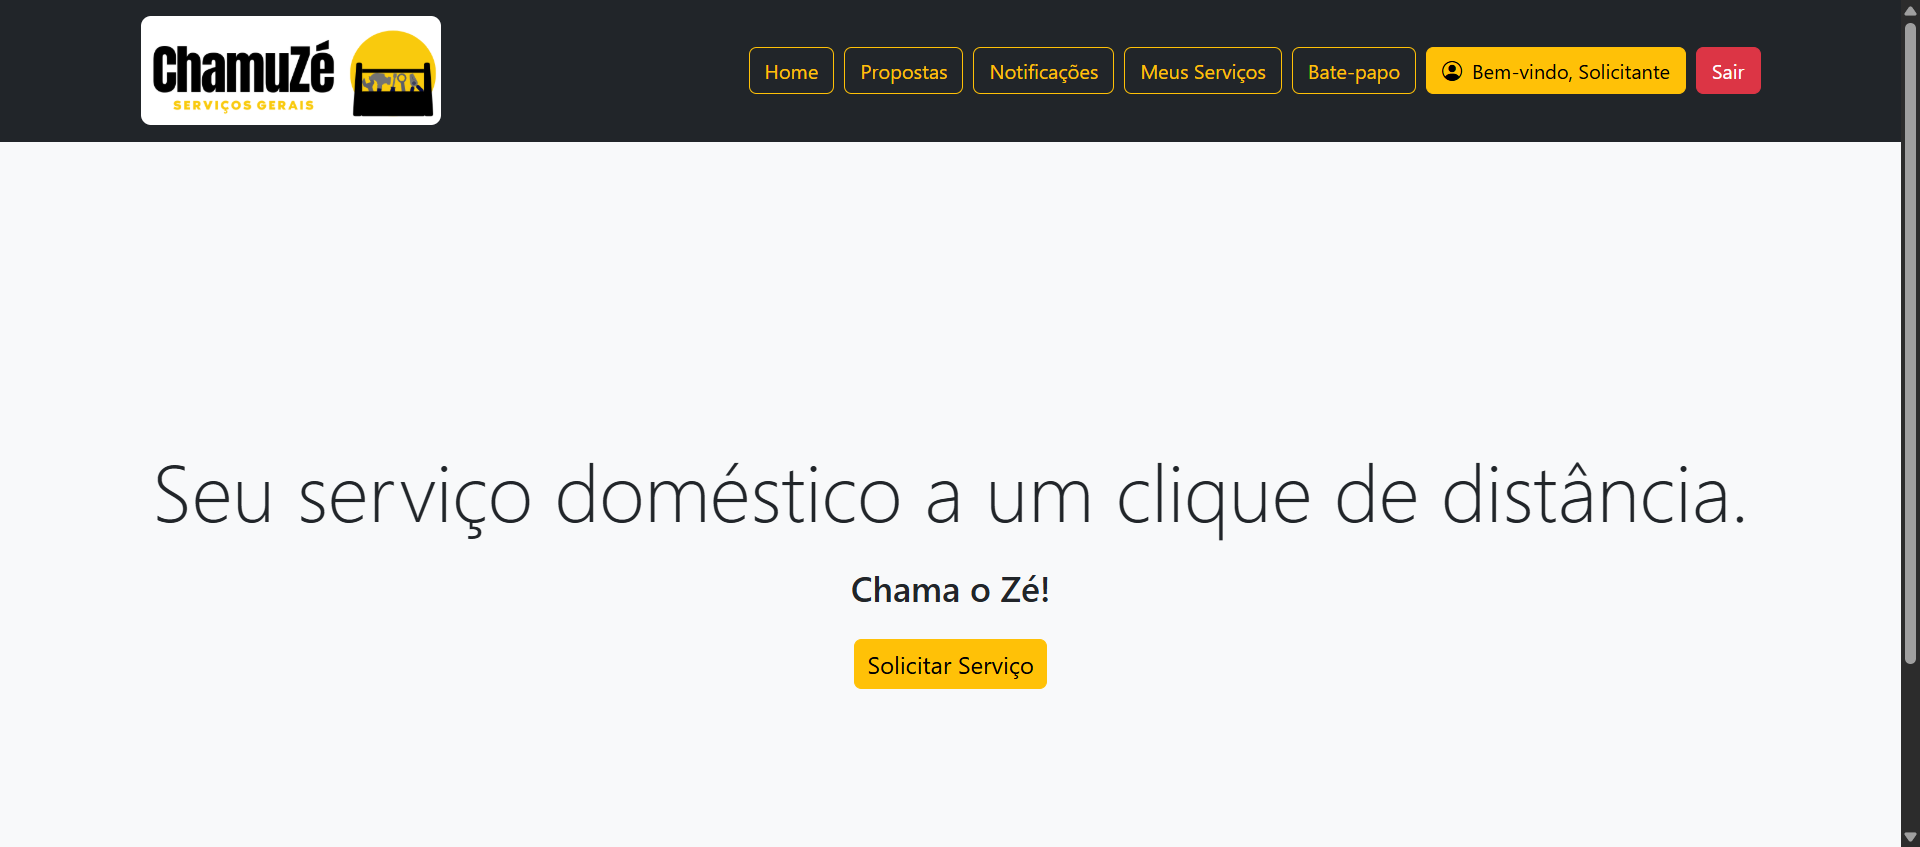 ChamuZé
SERVIÇOS GERAIS
Home
Propostas
Notificações
Meus Serviços
Bate-papo
Bem-vindo, Solicitante
Sair
Seu serviço doméstico a um clique de distância.
Chama o Zé!
Solicitar Serviço